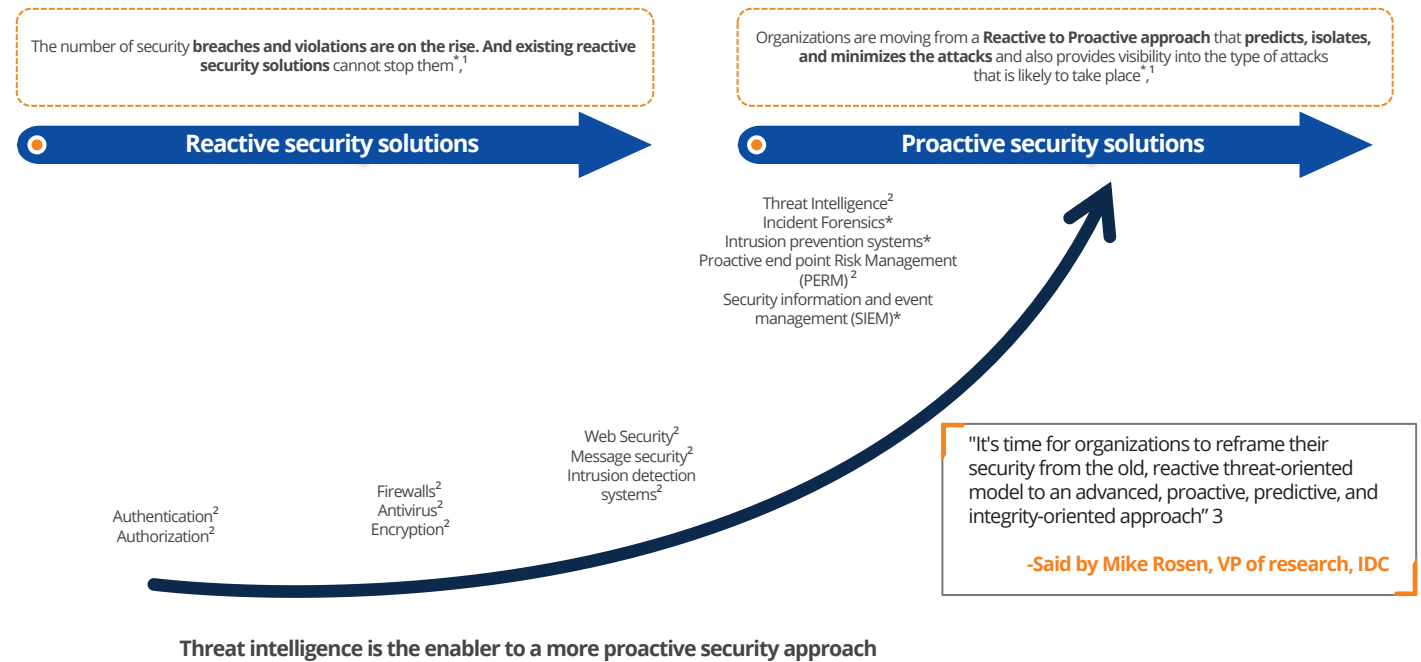 The number of security breaches and violations are on the rise. And existing reactive
security solutions cannot stop them*,1
Organizations are moving from a Reactive to Proactive approach that predicts, isolates,
and minimizes the attacks and also provides visibility into the type of attacks
that is likely to take place*,1
Reactive security solutions
Proactive security solutions
Threat Intelligence2
Incident Forensics*
Intrusion prevention systems*
Proactive end point Risk Management
(PERM) 2
Security information and event
management (SIEM)*
Web Security2
Message security2
Intrusion detection
systems2
Firewalls2
Antivirus2
Encryption2
Authentication2
Authorization2
"It's time for organizations to reframe their
security from the old, reactive threat-oriented
model to an advanced, proactive, predictive, and
integrity-oriented approach” 3
-Said by Mike Rosen, VP of research, IDC
Threat intelligence is the enabler to a more proactive security approach